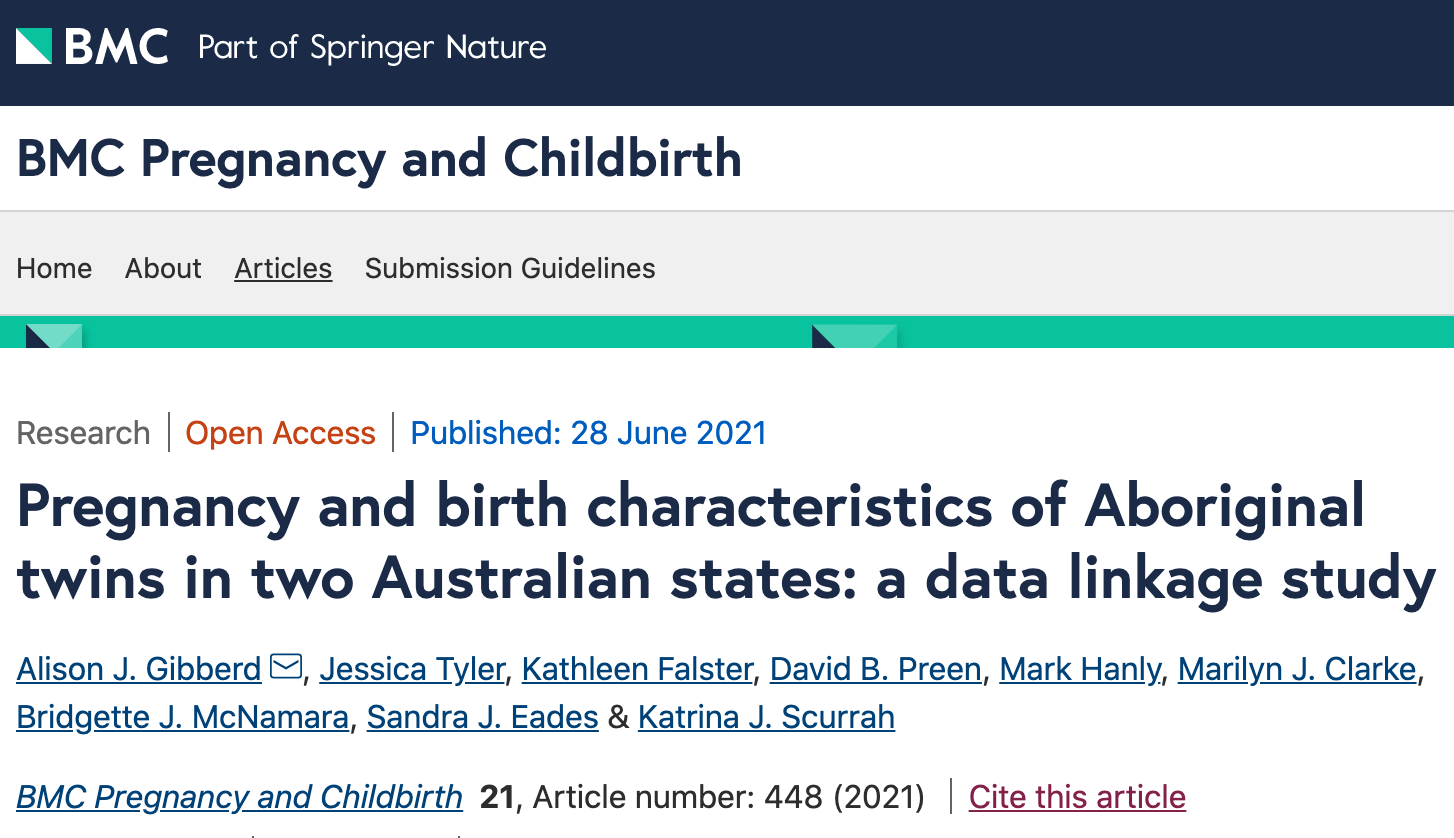 BMC Part of Springer Nature
BMC Pregnancy and Childbirth
Home About Articles Submission Guidelines
Research | Open Access | Published: 28 June 2021
Pregnancy and birth characteristics of Aboriginal
twins in two Australian states: a data linkage study
Alison J. Gibberd, Jessica Tyler, Kathleen Falster, David B. Preen, Mark Hanly, Marilyn J. Clarke,
Bridgette J. McNamara, Sandra J. Eades & Katrina J. Scurrah
BMC Pregnancy and Childbirth 21, Article number: 448 (2021) | Cite this article